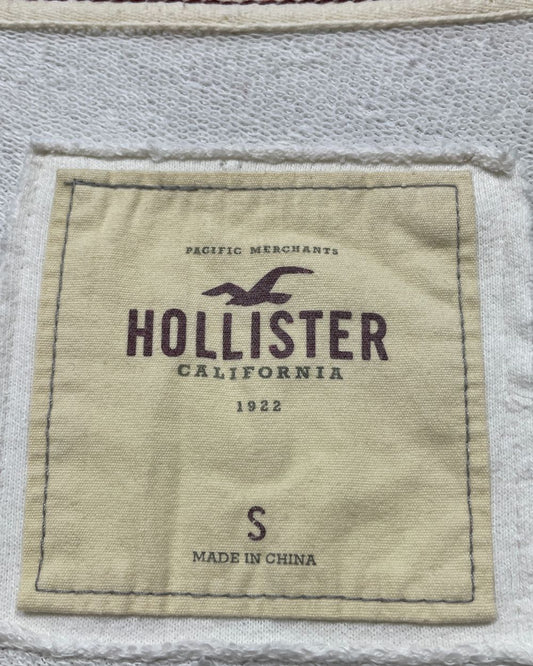 PACIFIC MERCHANTS
HOLLISTER
CALIFORNIA
1922
S
MADE IN CHINA